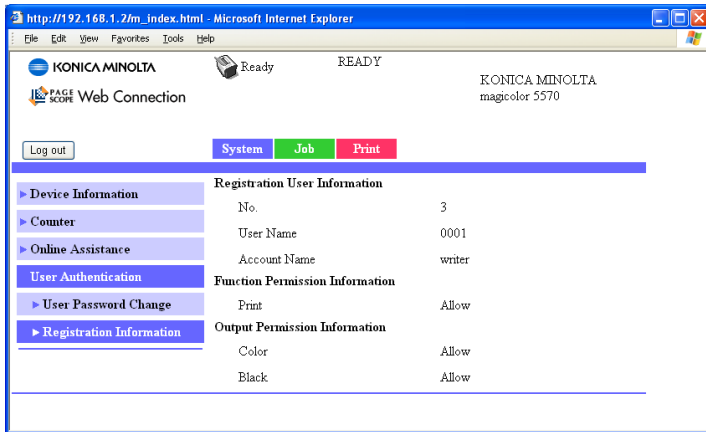 http://192.168.1.2/m_index.html - Microsoft Internet Explorer
File Edit View Favorites Tools Help
KONICA MINOLTA
Ready READY
KONICA MINOLTA
magicolor 5570
PAGE SCOPE Web Connection
Log out
System Job Print
Device Information
Counter
Online Assistance
User Authentication
User Password Change
Registration Information
Registration User Information
No. 3
User Name 0001
Account Name writer
Function Permission Information
Print Allow
Output Permission Information
Color Allow
Black Allow